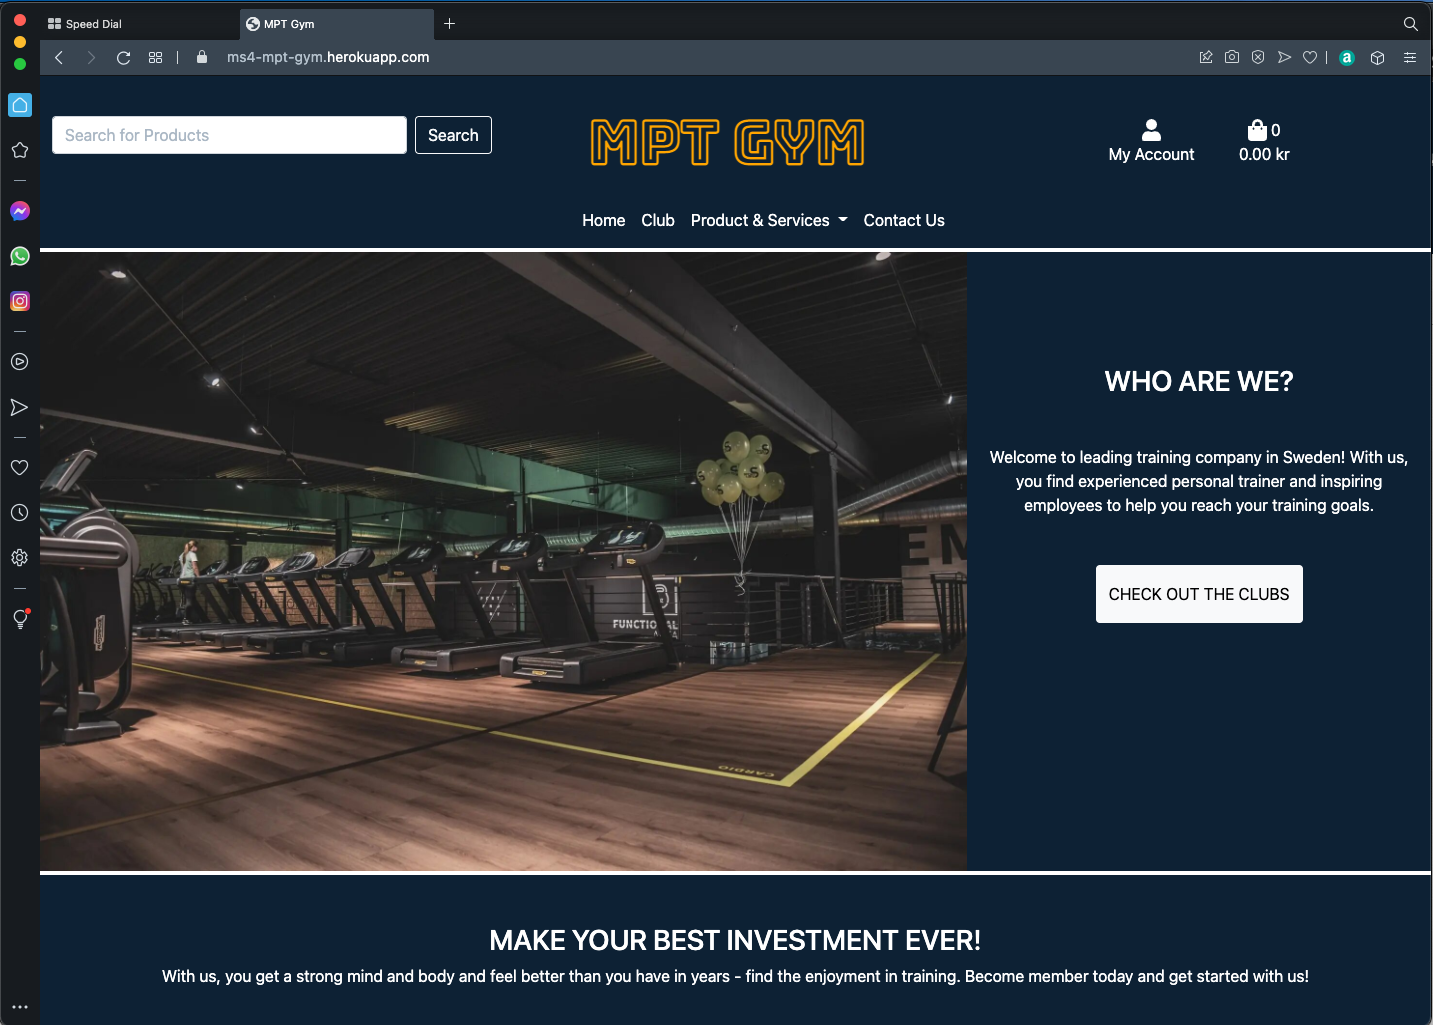 Speed Dial
MPT Gym
ms4-mpt-gym.herokuapp.com
a
Search for Products
Search
MPT GYM
My Account
0
0.00 kr
Home
Club
Product & Services
Contact Us
FUNCTIONAL
CARDIO
WHO ARE WE?
Welcome to leading training company in Sweden! With us,
you find experienced personal trainer and inspiring
employees to help you reach your training goals.
CHECK OUT THE CLUBS
MAKE YOUR BEST INVESTMENT EVER!
With us, you get a strong mind and body and feel better than you have in years - find the enjoyment in training. Become member today and get started with us!